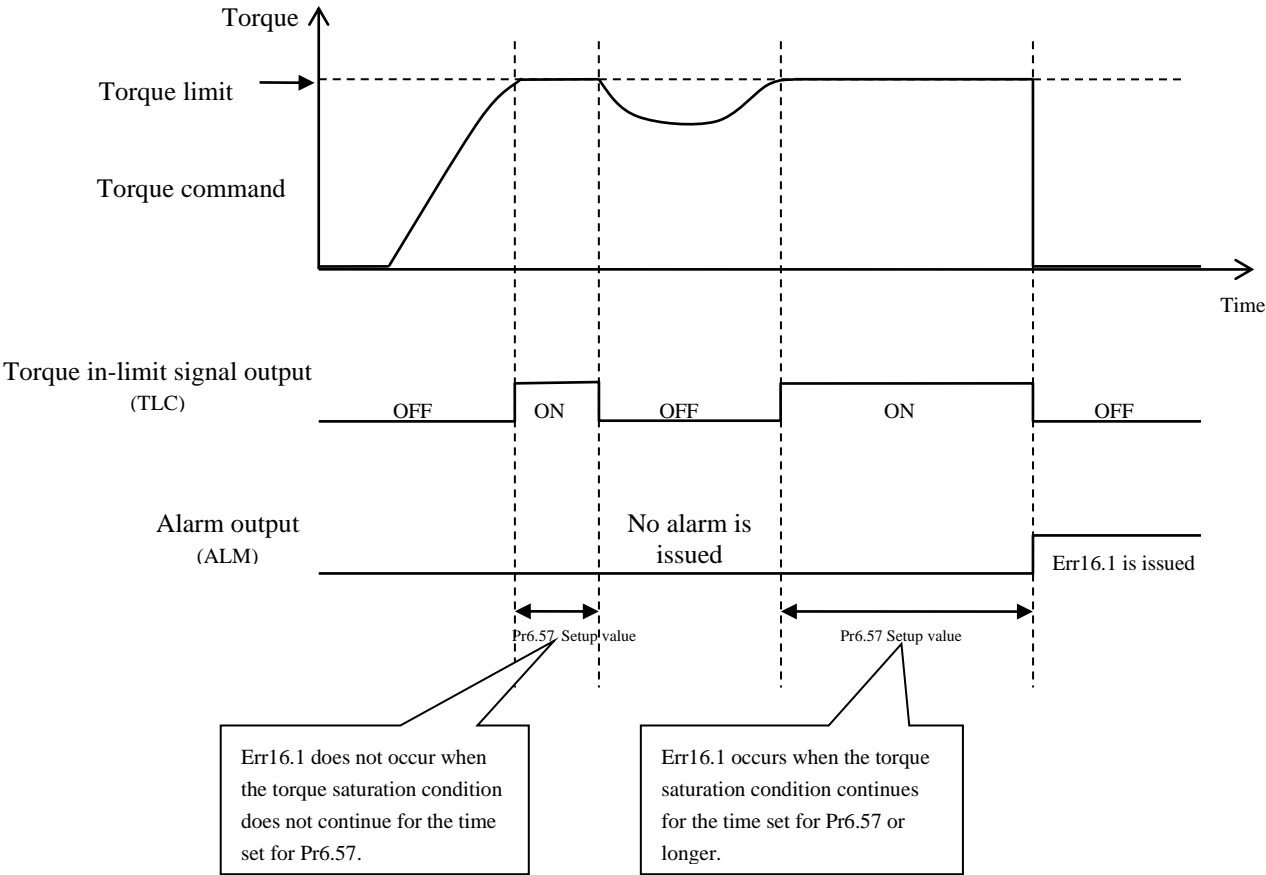 Torque
Torque limit
Torque command
Time
Torque in-limit signal output
(TLC)
OFF
ON
OFF
ON
OFF
Alarm output
(ALM)
No alarm is
issued
Err16.1 is issued
Pr6.57 Setup value
Pr6.57 Setup value
Err16.1 does not occur when
the torque saturation condition
does not continue for the time
set for Pr6.57.
Err16.1 occurs when the torque
saturation condition continues
for the time set for Pr6.57 or
longer.